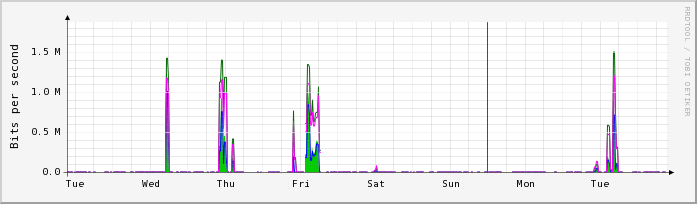 RRDTOOL / TOBI OETIKER
Bits per second
1.5 M
1.0 M
0.5 M
0.0
Tue Wed Thu Fri Sat Sun Mon Tue